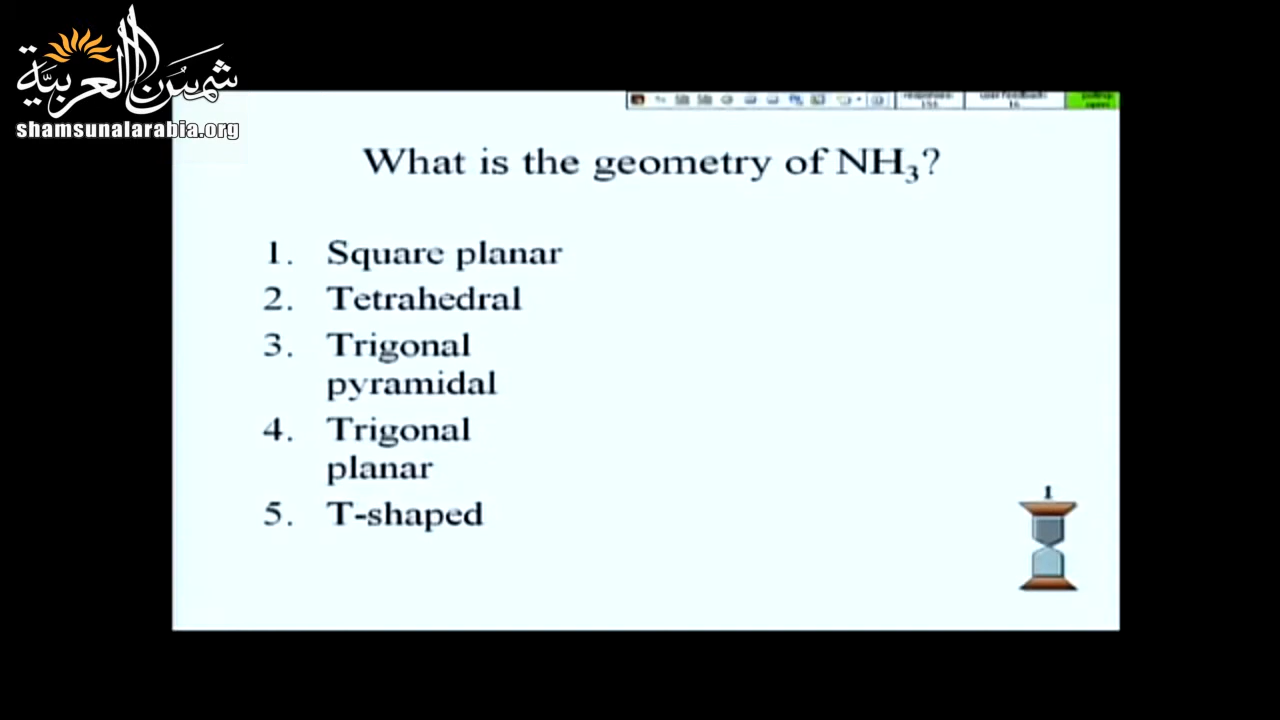 شمسن العربية
shamsunalarabia.org
What is the geometry of NH₃?
1. Square planar
2. Tetrahedral
3. Trigonal
pyramidal
4. Trigonal
planar
5. T-shaped
1